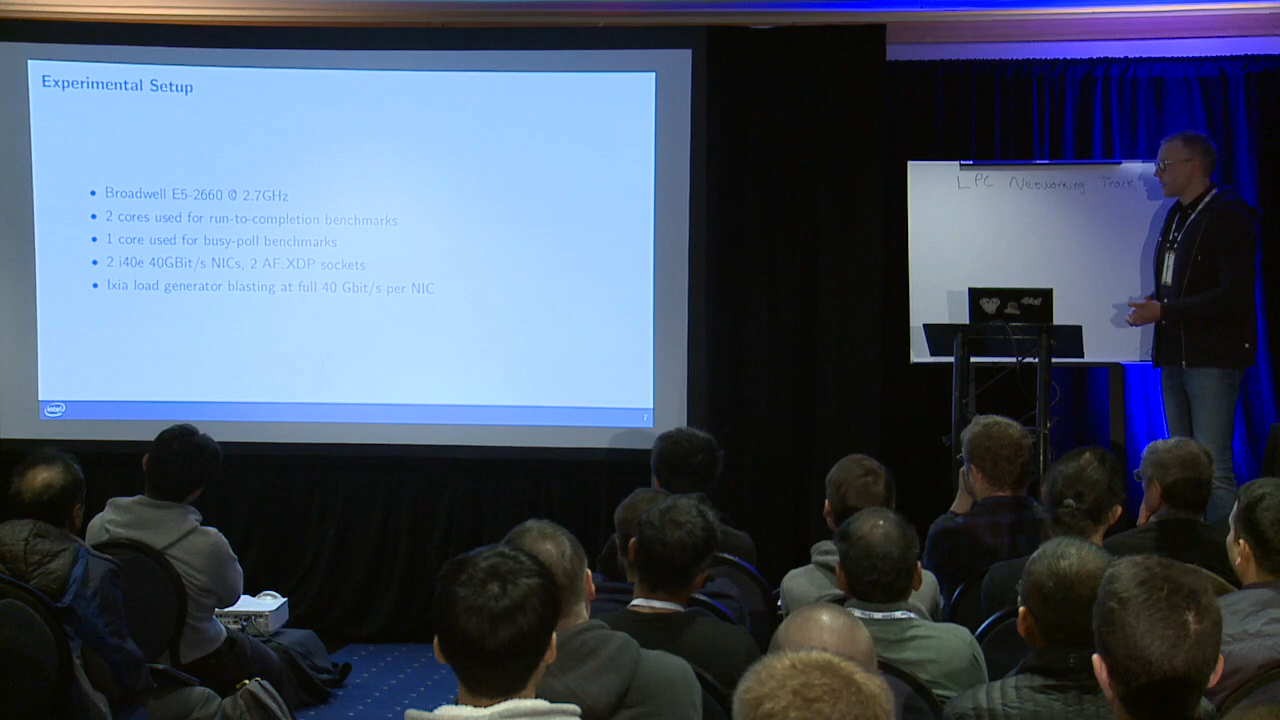 Experimental Setup
• Broadwell E5-2660 @ 2.7GHz
• 2 cores used for run-to-completion benchmarks
• 1 core used for busy-poll benchmarks
• 2 i40e 40GBit/s NICs, 2 AF_XDP sockets
• Ixia load generator blasting at full 40 Gbit/s per NIC
intel
7
LPC Networking Track